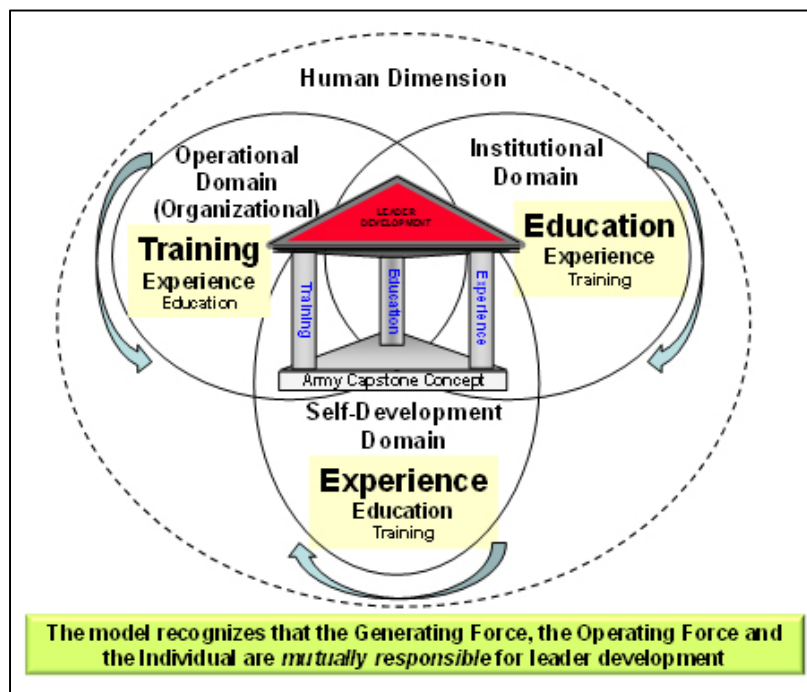 Human Dimension
Operational
Domain
(Organizational)
Training
Experience
Education
Institutional
Domain
Education
Experience
Training
LEADER
DEVELOPMENT
Training
Education
Experience
Army Capstone Concept
Self-Development
Domain
Experience
Education
Training
The model recognizes that the Generating Force, the Operating Force and
the Individual are mutually responsible for leader development